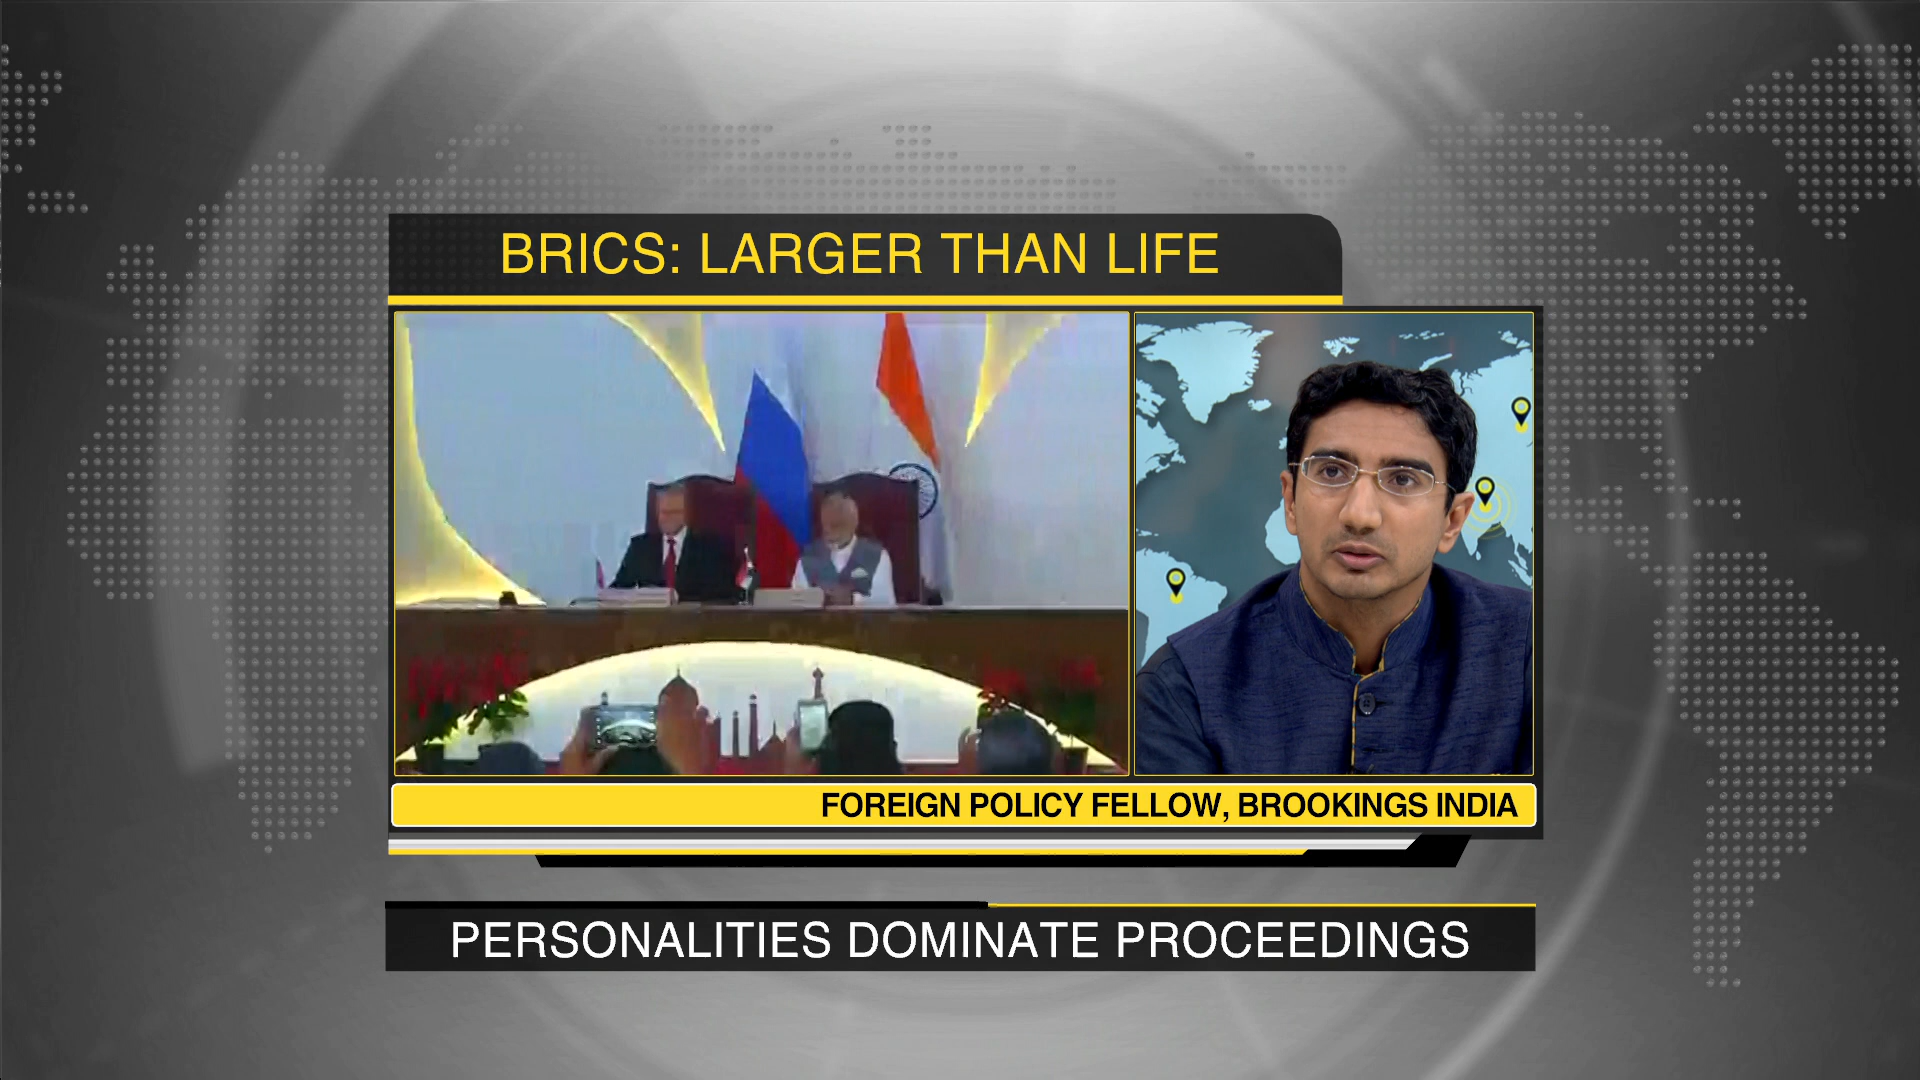 BRICS: LARGER THAN LIFE
FOREIGN POLICY FELLOW, BROOKINGS INDIA
PERSONALITIES DOMINATE PROCEEDINGS